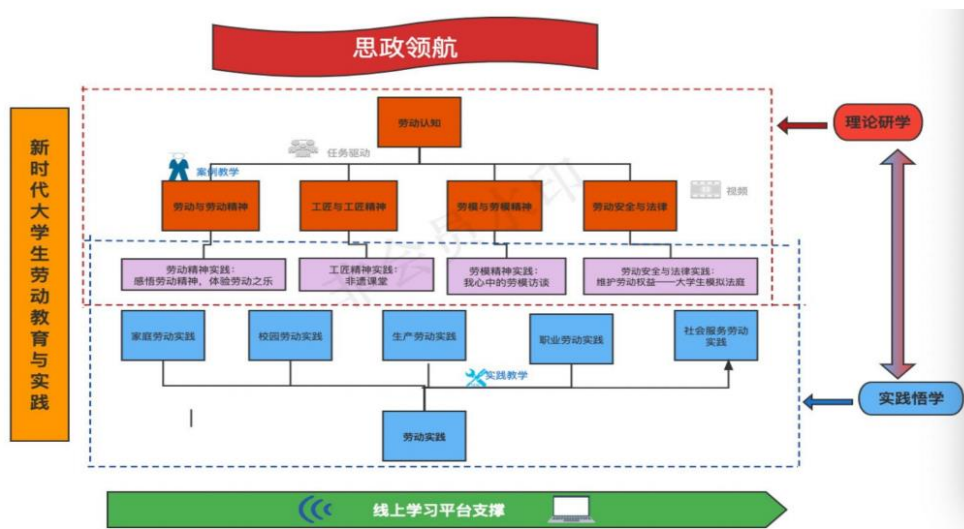 思政领航
新时代大学生劳动教育与实践
劳动认知
理论研学
任务驱动
案例教学
视频
劳动与劳动精神
工匠与工匠精神
劳模与劳模精神
劳动安全与法律
劳动精神实践：
感悟劳动精神，体验劳动之乐
工匠精神实践：
非遗课堂
劳模精神实践：
我心中的劳模访谈
劳动安全与法律实践：
维护劳动权益——大学生模拟法庭
家庭劳动实践
校园劳动实践
生产劳动实践
职业劳动实践
社会服务劳动
实践
实践教学
实践悟学
劳动实践
线上学习平台支撑
非会员水印